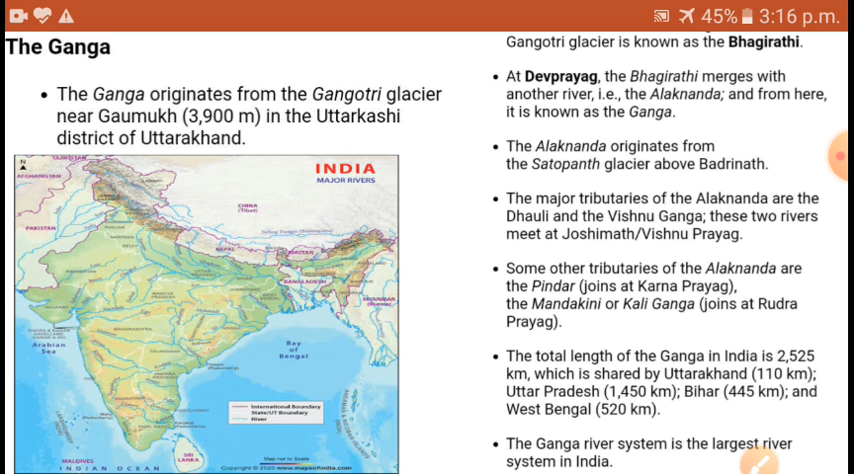 45% 3:16 p.m.
The Ganga
• The Ganga originates from the Gangotri glacier
near Gaumukh (3,900 m) in the Uttarkashi
district of Uttarakhand.
N
INDIA
MAJOR RIVERS
TAJIKISTAN
AFGHANISTAN
CHINA
(Tibet)
PAKISTAN
NEPAL
BHUTAN
BANGLADESH
MYANMAR
Arabian
Sea
Bay
of
Bengal
International Boundary
State/UT Boundary
River
MALDIVES
SRI
LANKA
INDIAN OCEAN
Map not to Scale
Copyright © 2020 www.mapsofindia.com
Gangotri glacier is known as the Bhagirathi.
• At Devprayag, the Bhagirathi merges with
another river, i.e., the Alaknanda; and from here,
it is known as the Ganga.
• The Alaknanda originates from
the Satopanth glacier above Badrinath.
• The major tributaries of the Alaknanda are the
Dhauli and the Vishnu Ganga; these two rivers
meet at Joshimath/Vishnu Prayag.
• Some other tributaries of the Alaknanda are
the Pindar (joins at Karna Prayag),
the Mandakini or Kali Ganga (joins at Rudra
Prayag).
• The total length of the Ganga in India is 2,525
km, which is shared by Uttarakhand (110 km);
Uttar Pradesh (1,450 km); Bihar (445 km); and
West Bengal (520 km).
• The Ganga river system is the largest river
system in India.